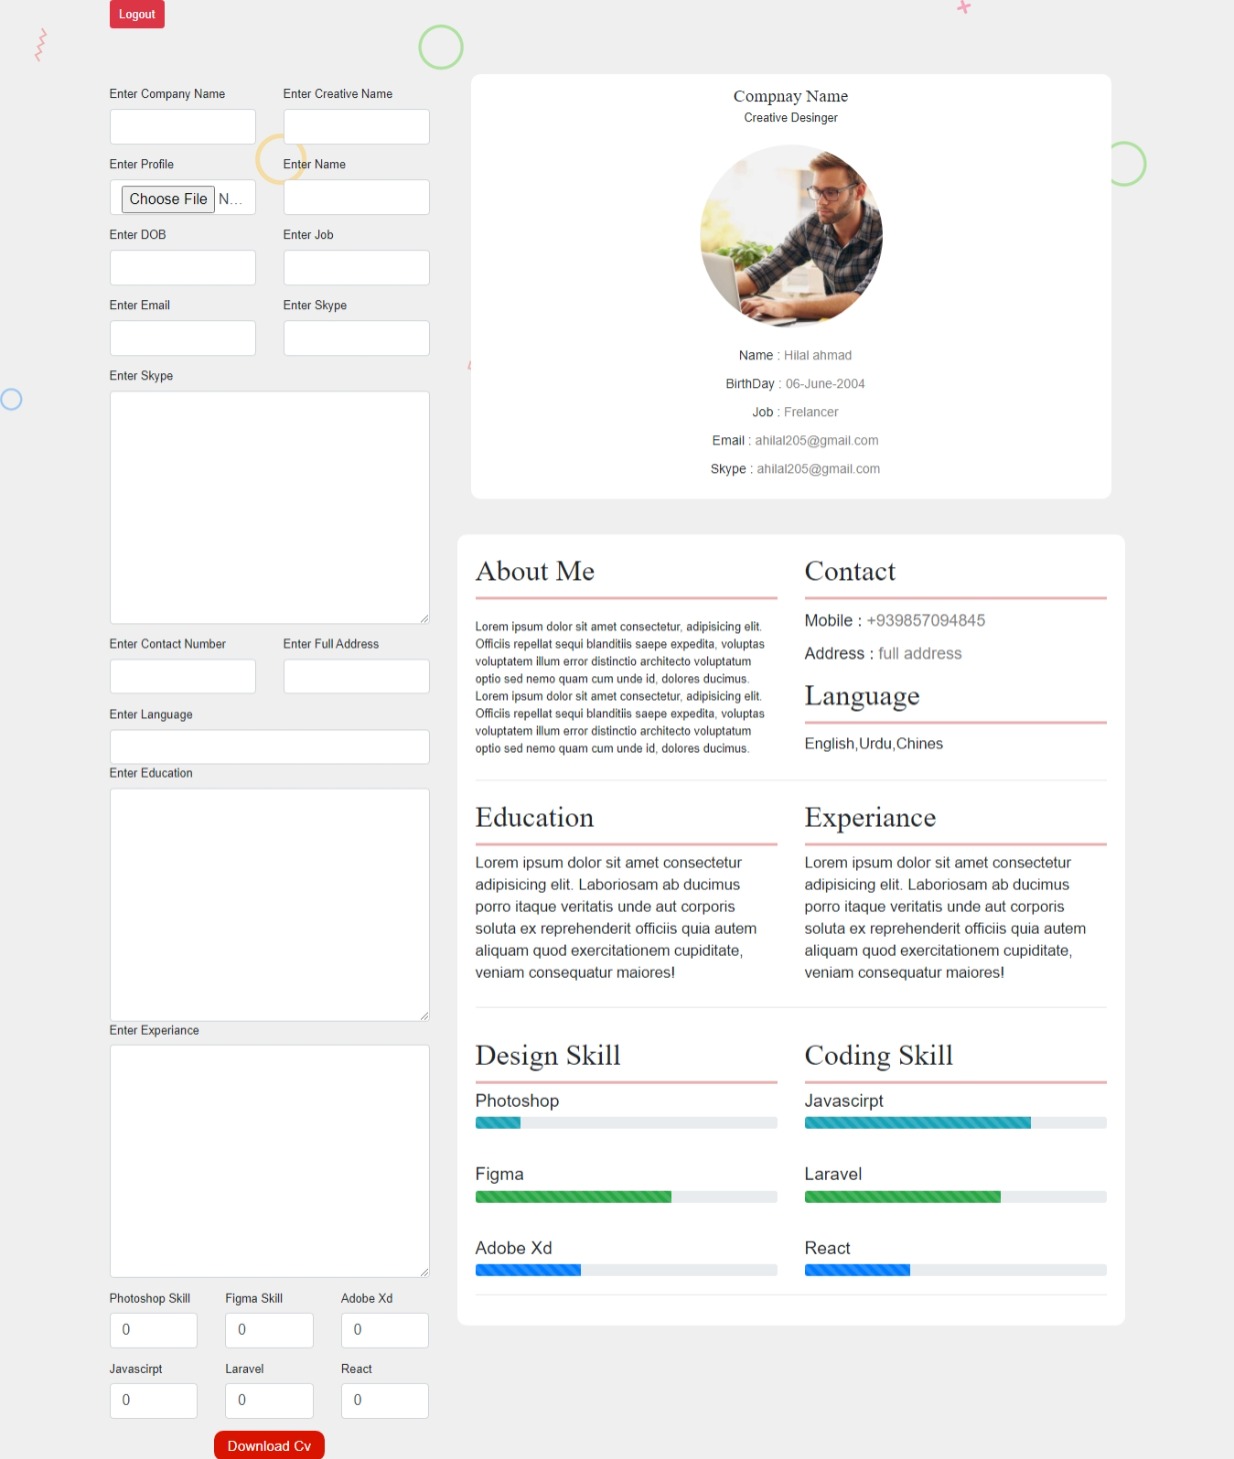 Logout
Enter Company Name
Enter Creative Name
Enter Profile
Enter Name
Choose File N...
Enter DOB
Enter Job
Enter Email
Enter Skype
Enter Skype
Enter Contact Number
Enter Full Address
Enter Language
Enter Education
Enter Experiance
Photoshop Skill
Figma Skill
Adobe Xd
0
0
0
Javascirpt
Laravel
React
0
0
0
Download Cv
Compnay Name
Creative Desinger
Name : Hilal ahmad
BirthDay : 06-June-2004
Job : Frelancer
Email : ahilal205@gmail.com
Skype : ahilal205@gmail.com
About Me
Lorem ipsum dolor sit amet consectetur, adipisicing elit.
Officiis repellat sequi blanditiis saepe expedita, voluptas
voluptatem illum error distinctio architecto voluptatum
optio sed nemo quam cum unde id, dolores ducimus.
Lorem ipsum dolor sit amet consectetur, adipisicing elit.
Officiis repellat sequi blanditiis saepe expedita, voluptas
voluptatem illum error distinctio architecto voluptatum
optio sed nemo quam cum unde id, dolores ducimus.
Contact
Mobile : +939857094845
Address : full address
Language
English,Urdu,Chines
Education
Lorem ipsum dolor sit amet consectetur
adipisicing elit. Laboriosam ab ducimus
porro itaque veritatis unde aut corporis
soluta ex reprehenderit officiis quia autem
aliquam quod exercitationem cupiditate,
veniam consequatur maiores!
Experiance
Lorem ipsum dolor sit amet consectetur
adipisicing elit. Laboriosam ab ducimus
porro itaque veritatis unde aut corporis
soluta ex reprehenderit officiis quia autem
aliquam quod exercitationem cupiditate,
veniam consequatur maiores!
Design Skill
Photoshop
Figma
Adobe Xd
Coding Skill
Javascirpt
Laravel
React